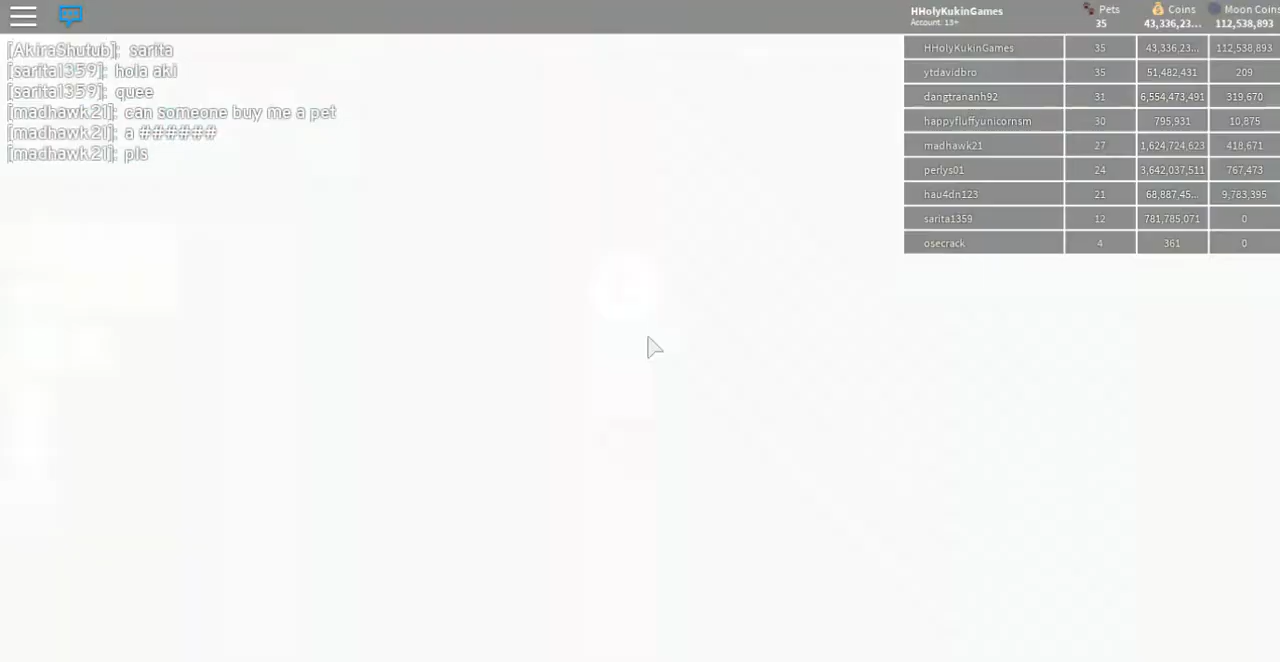 HHolyKukinGames
Account: 13+
Pets
35
Coins
43,336,23...
Moon Coins
112,538,893
[AkiraShutub]: sarita
[sarita1359]: hola aki
[sarita1359]: quee
[madhawk21]: can someone buy me a pet
[madhawk21]: a ######
[madhawk21]: pls
HHolyKukinGames 35 43,336,23... 112,538,893
ytdavidbro 35 51,482,431 209
dangtrananh92 31 6,554,473,491 319,670
happyfluffyunicornsm 30 795,931 10,875
madhawk21 27 1,624,724,623 418,671
perlys01 24 3,642,037,511 767,473
hau4dn123 21 68,887,45... 9,783,395
sarita1359 12 781,785,071 0
osecrack 4 361 0